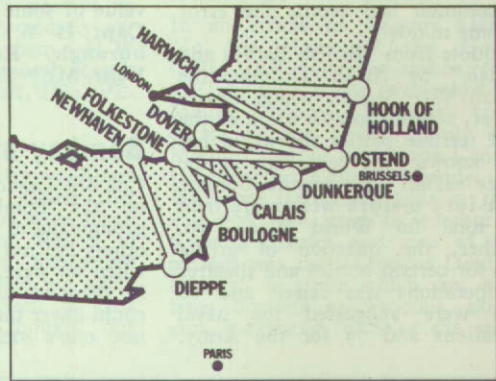 HARWICH
LONDON
DOVER
FOLKESTONE
NEWHAVEN
HOOK OF
HOLLAND
OSTEND
BRUSSELS
DUNKERQUE
CALAIS
BOULOGNE
DIEPPE
PARIS